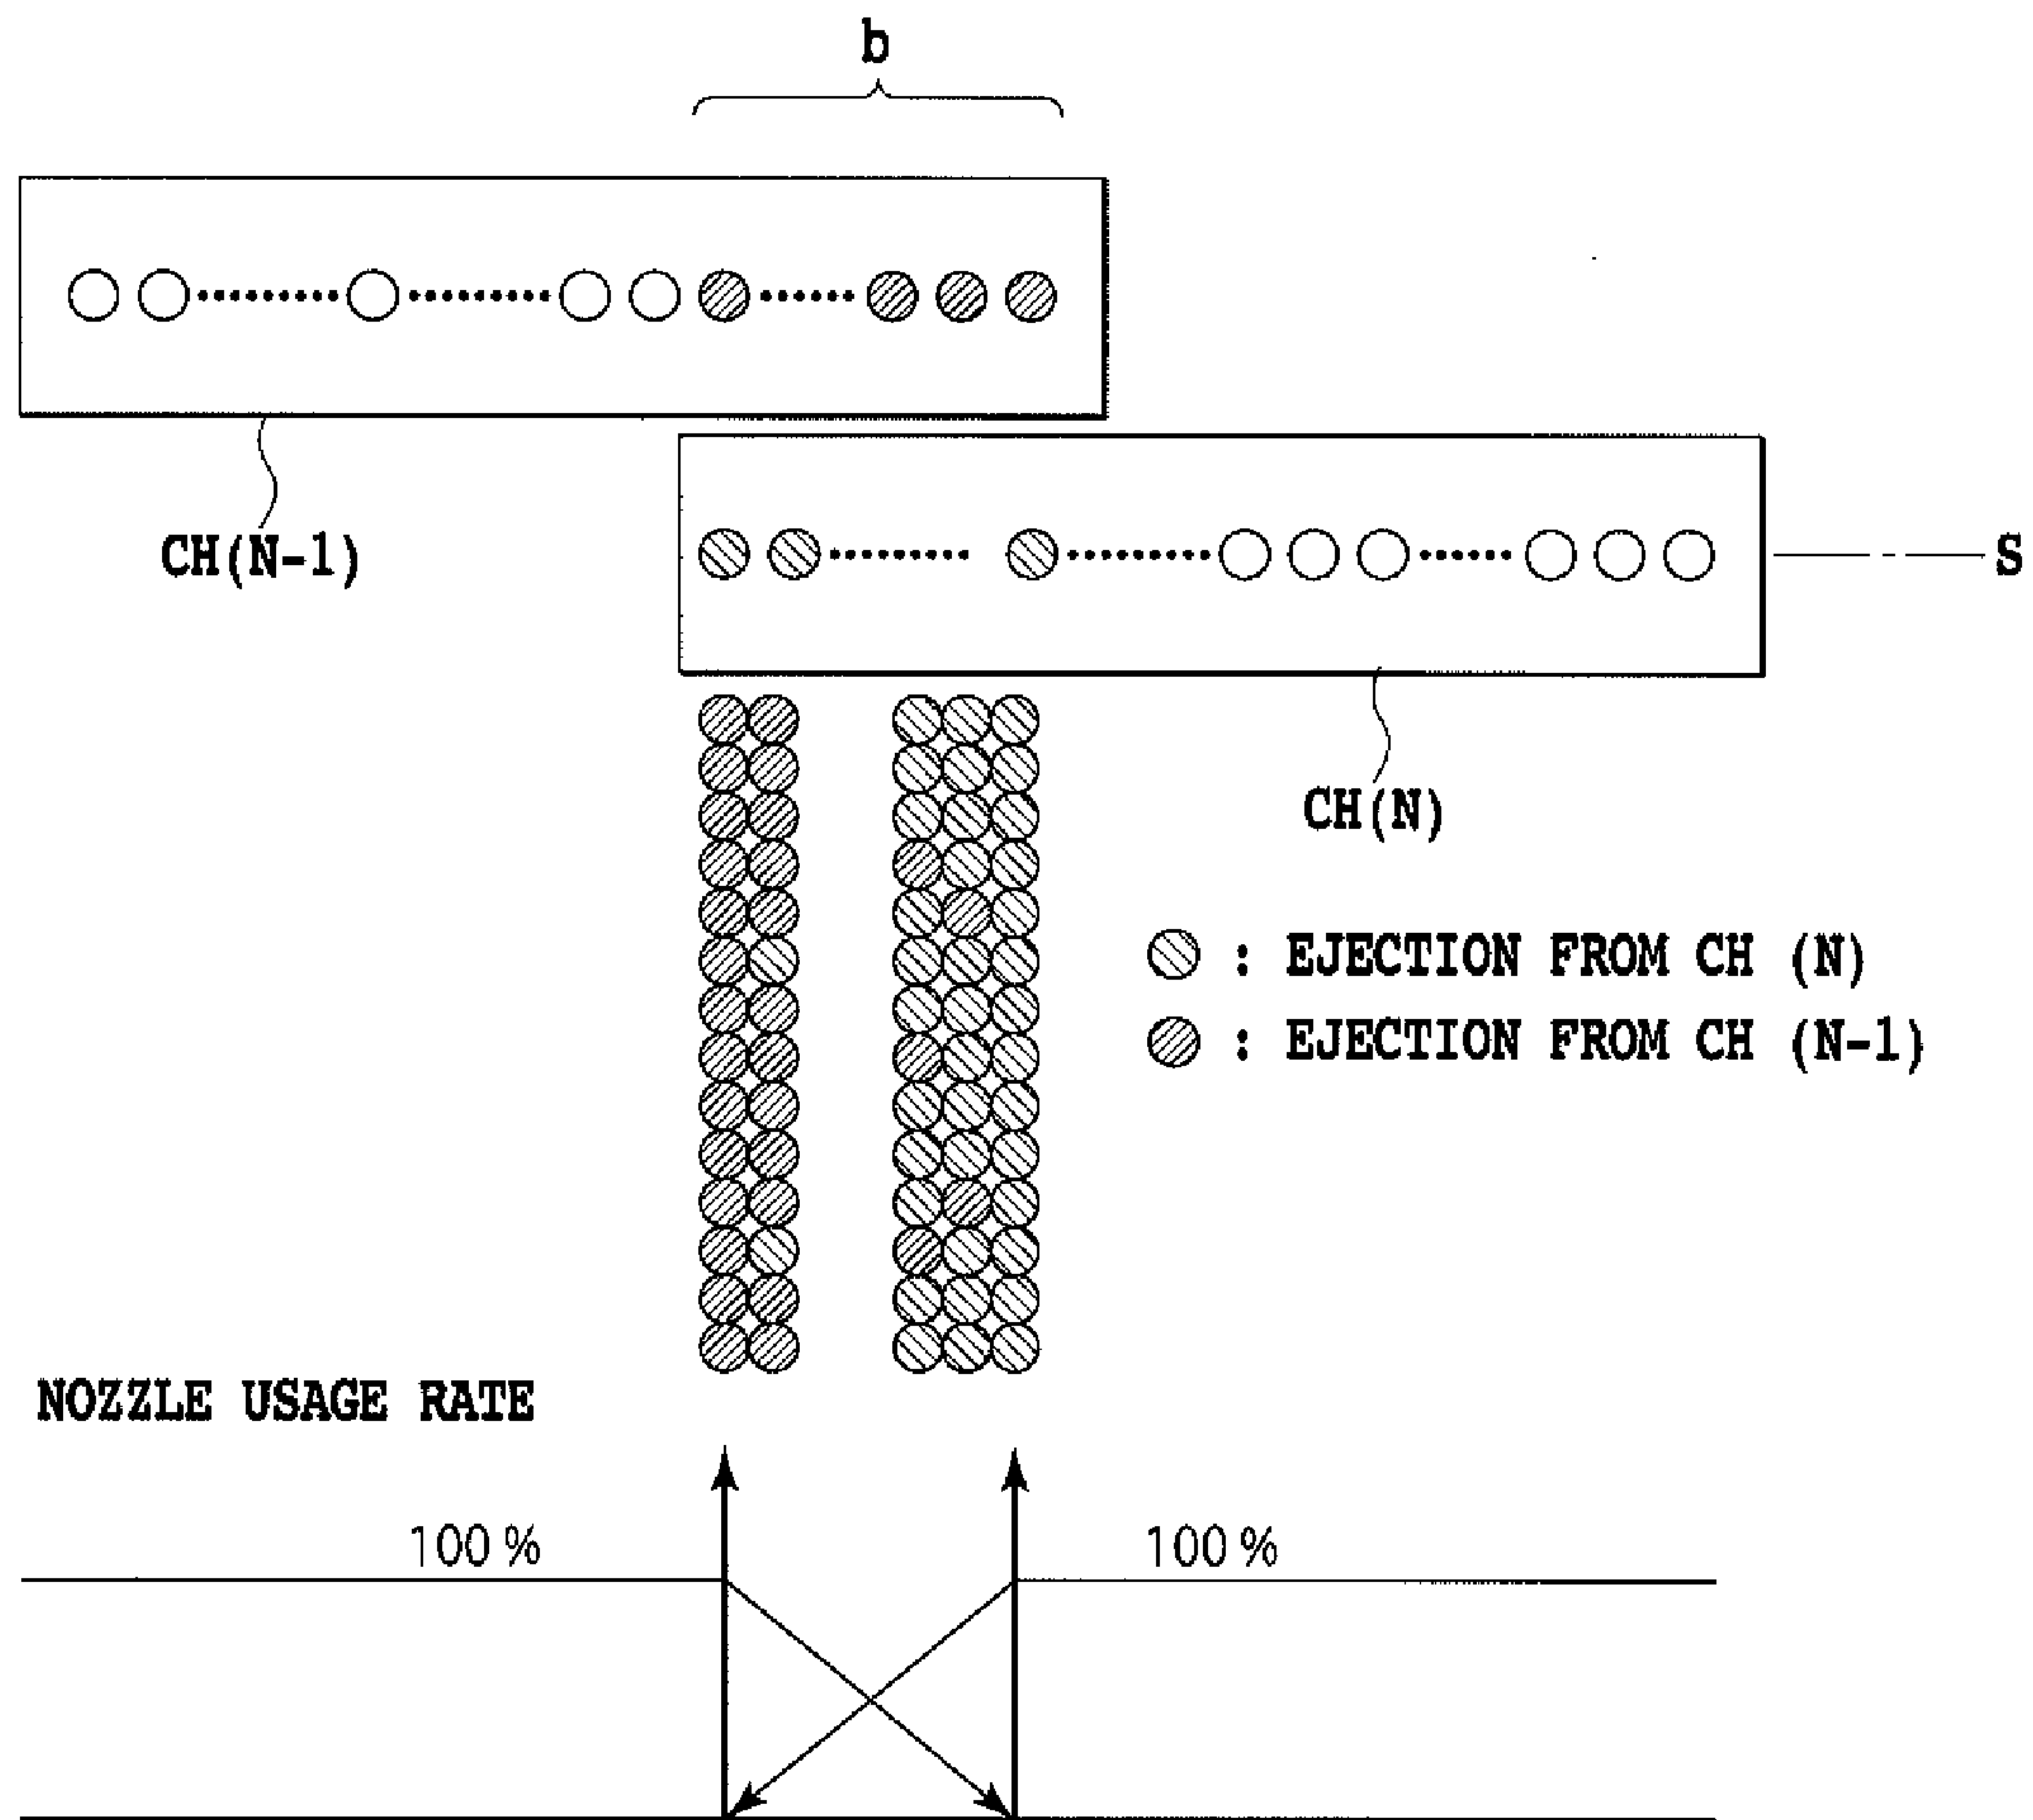 b
CH(N-1)
S
CH(N)
: EJECTION FROM CH (N)
: EJECTION FROM CH (N-1)
NOZZLE USAGE RATE
100 %
100 %